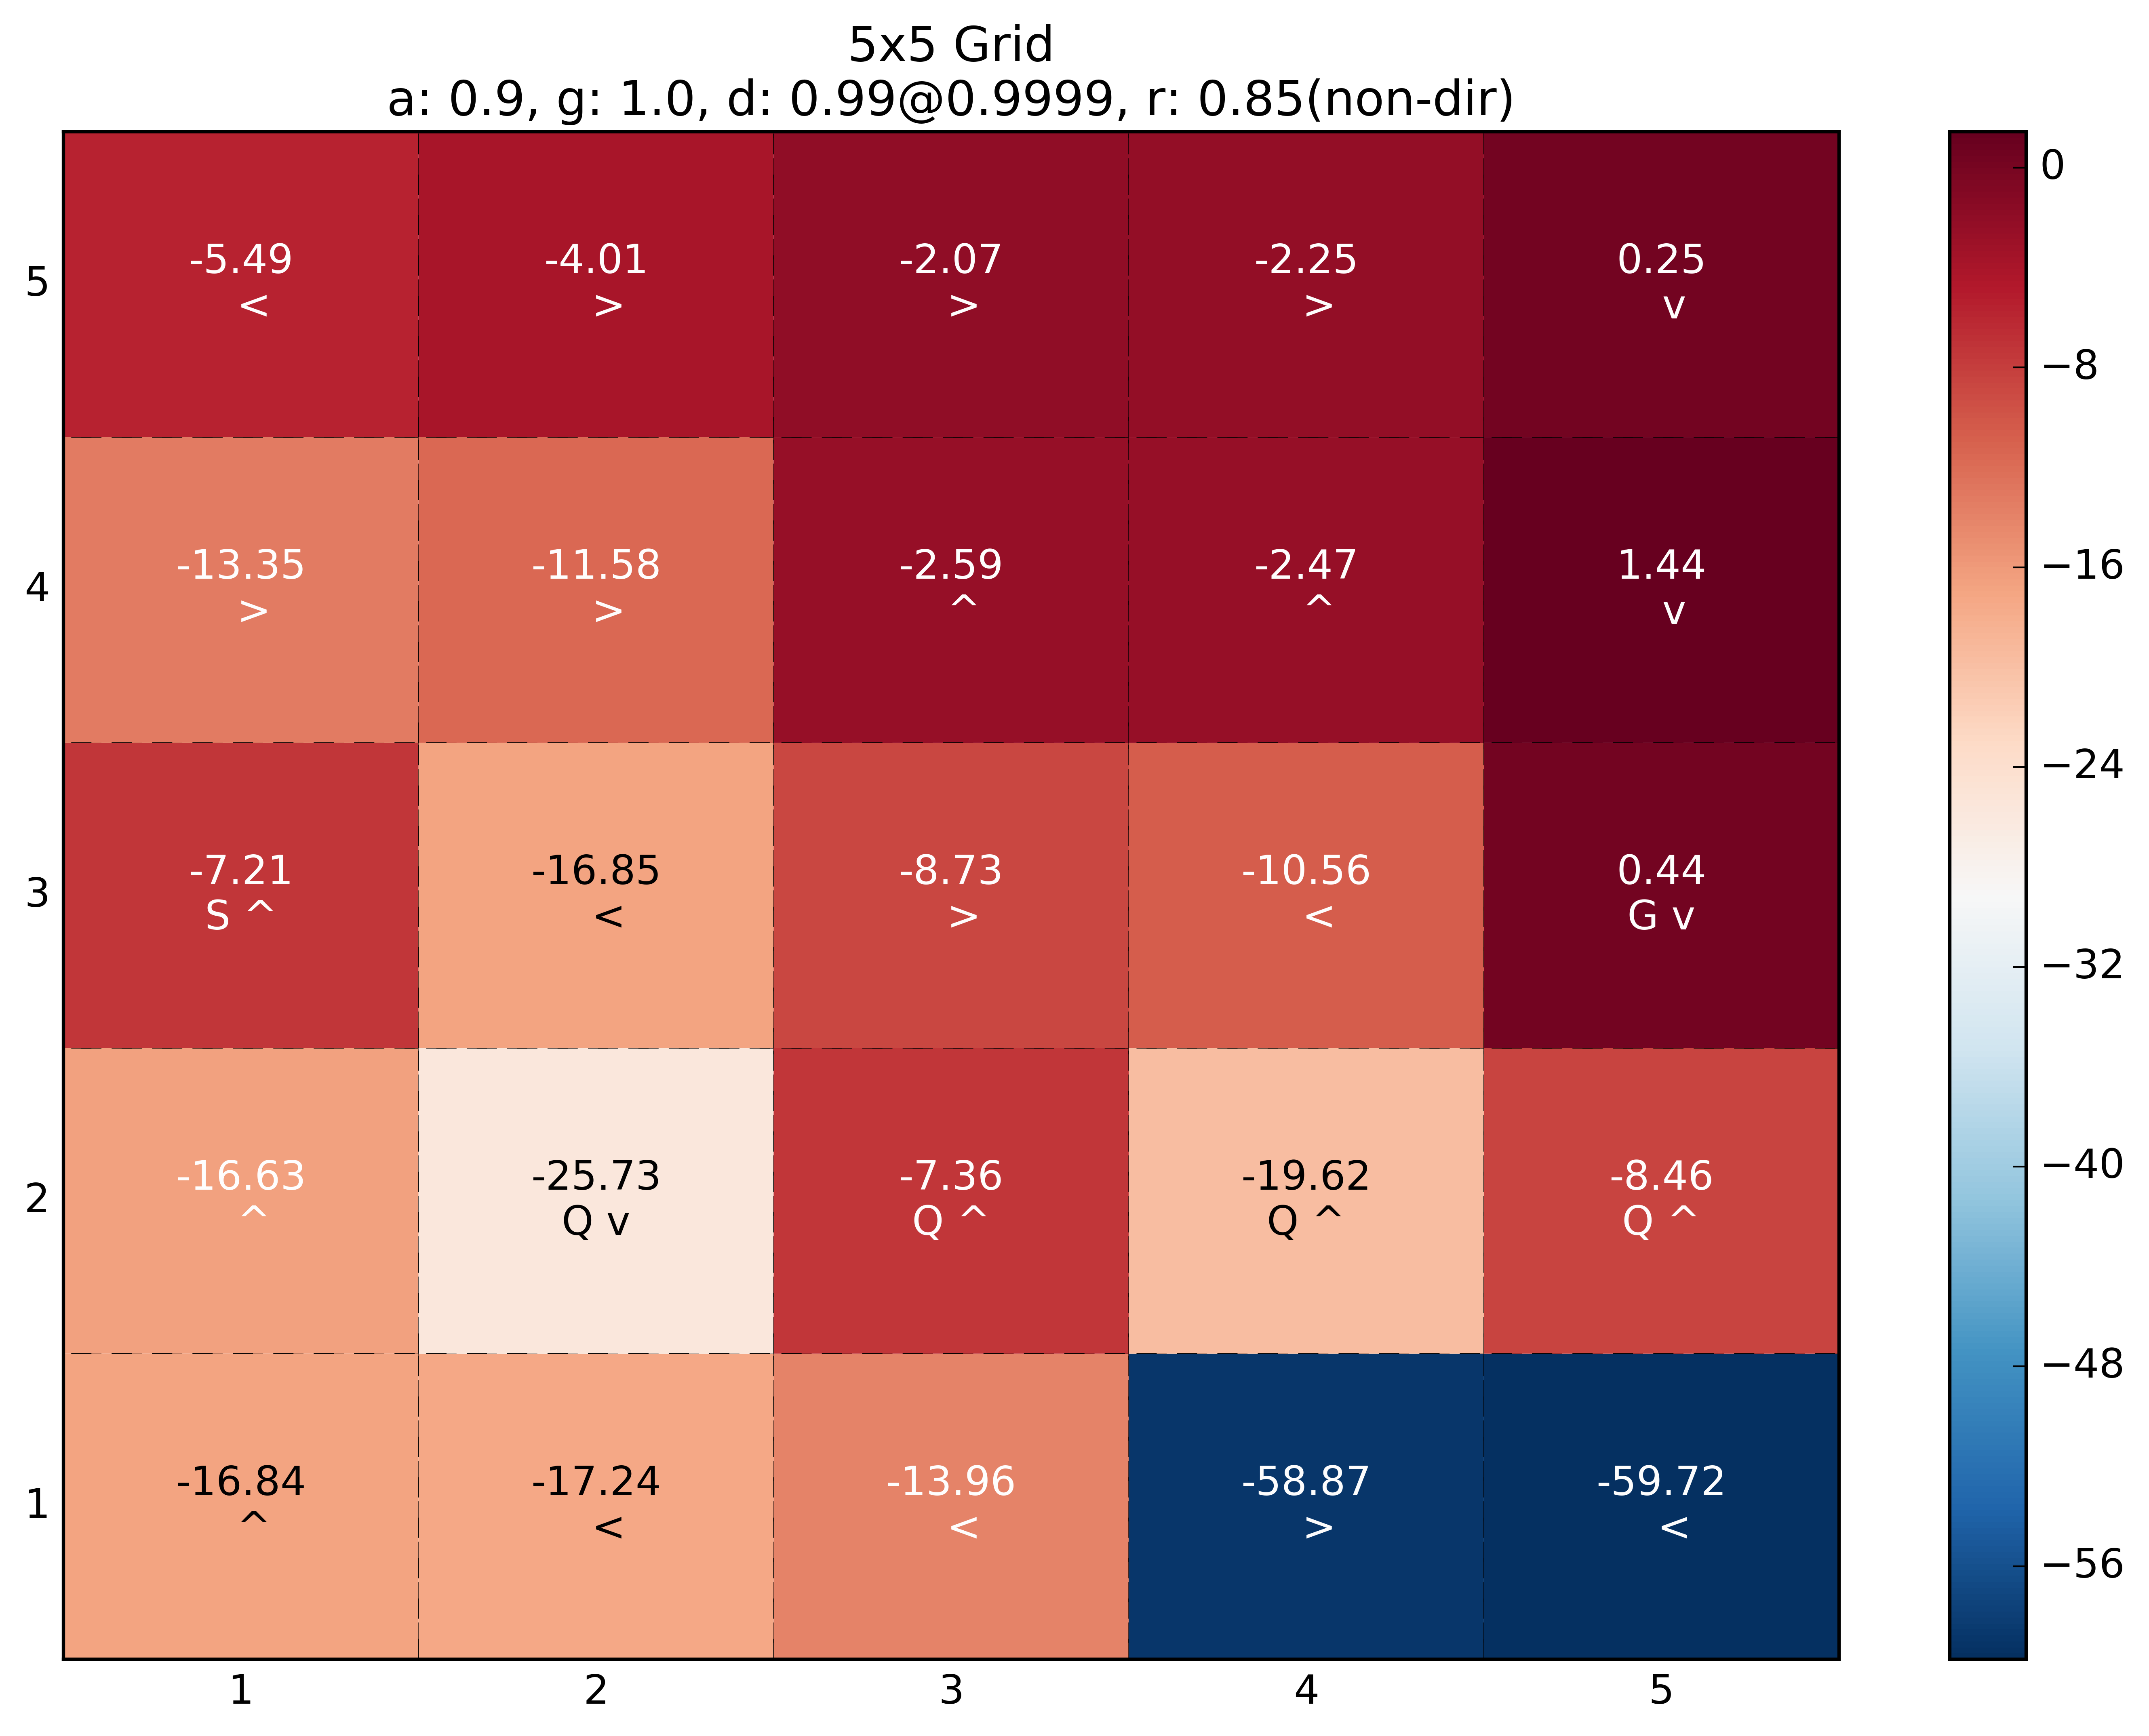 5x5 Grid
a: 0.9, g: 1.0, d: 0.99@0.9999, r: 0.85(non-dir)
5 -5.49 -4.01 -2.07 -2.25 0.25
< > > > v
4 -13.35 -11.58 -2.59 -2.47 1.44
> > ^ ^ v
3 -7.21 -16.85 -8.73 -10.56 0.44
S ^ < > < G v
2 -16.63 -25.73 -7.36 -19.62 -8.46
^ Q v Q ^ Q ^ Q ^
1 -16.84 -17.24 -13.96 -58.87 -59.72
^ < < > <
1 2 3 4 5
0
−8
−16
−24
−32
−40
−48
−56